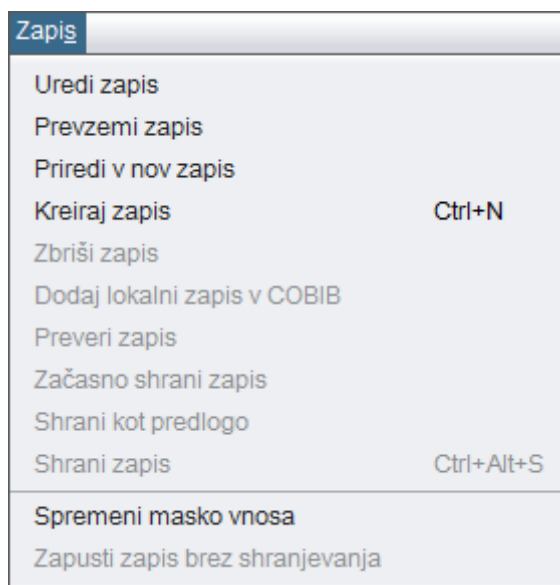 Zapis
Uredi zapis
Prevzemi zapis
Priredi v nov zapis
Kreiraj zapis Ctrl+N
Zbriši zapis
Dodaj lokalni zapis v COBIB
Preveri zapis
Začasno shrani zapis
Shrani kot predlogo
Shrani zapis Ctrl+Alt+S
Spremeni masko vnosa
Zapusti zapis brez shranjevanja